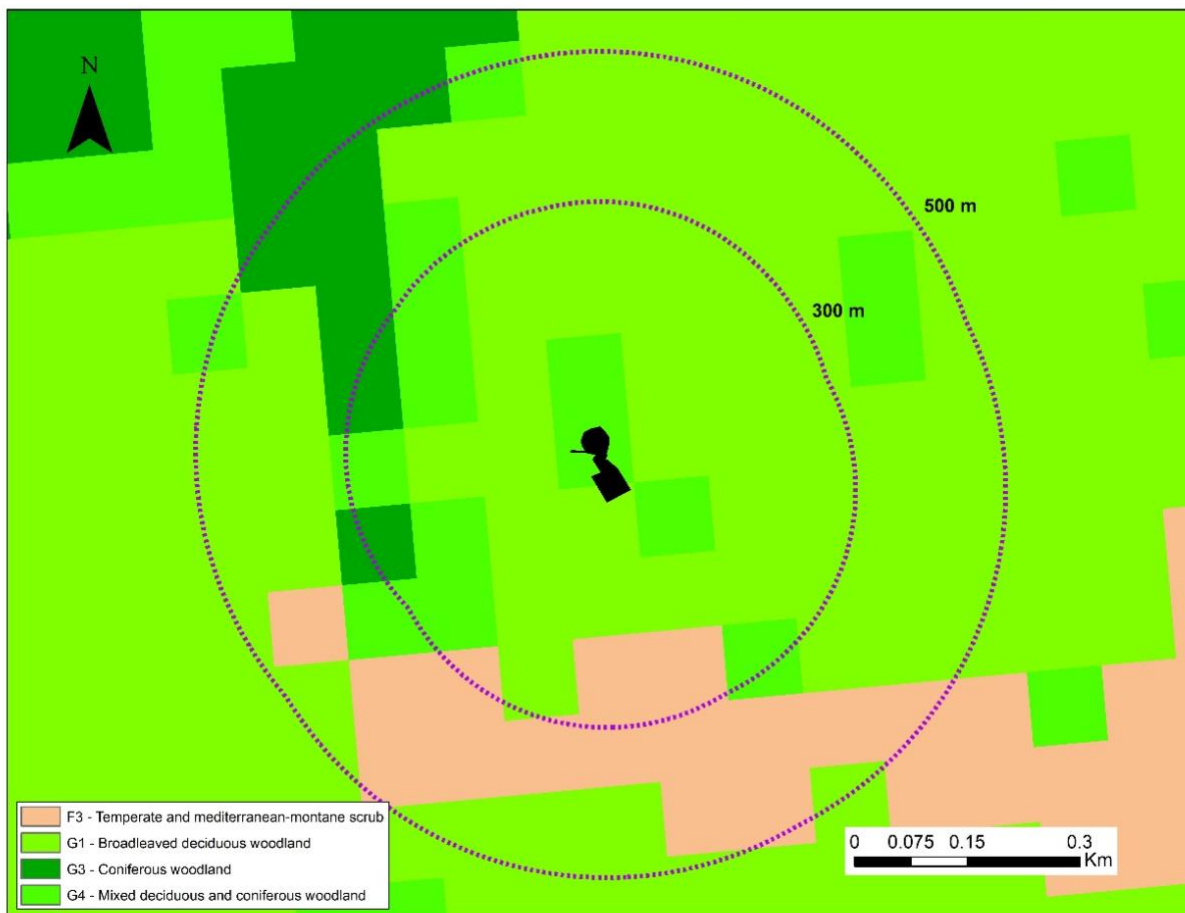 N
500 m
300 m
F3 - Temperate and mediterranean-montane scrub
G1 - Broadleaved deciduous woodland
G3 - Coniferous woodland
G4 - Mixed deciduous and coniferous woodland
0 0.075 0.15 0.3
Km